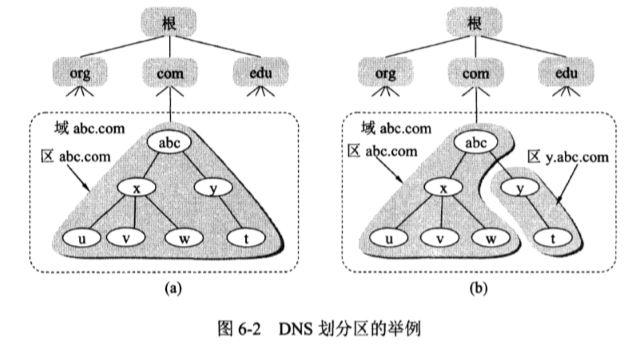 根
org com edu
域 abc.com
区 abc.com
abc
x y
u v w t
(a)
根
org com edu
域 abc.com
区 abc.com
abc
区 y.abc.com
x y
u v w t
(b)
图 6-2 DNS 划分区的举例